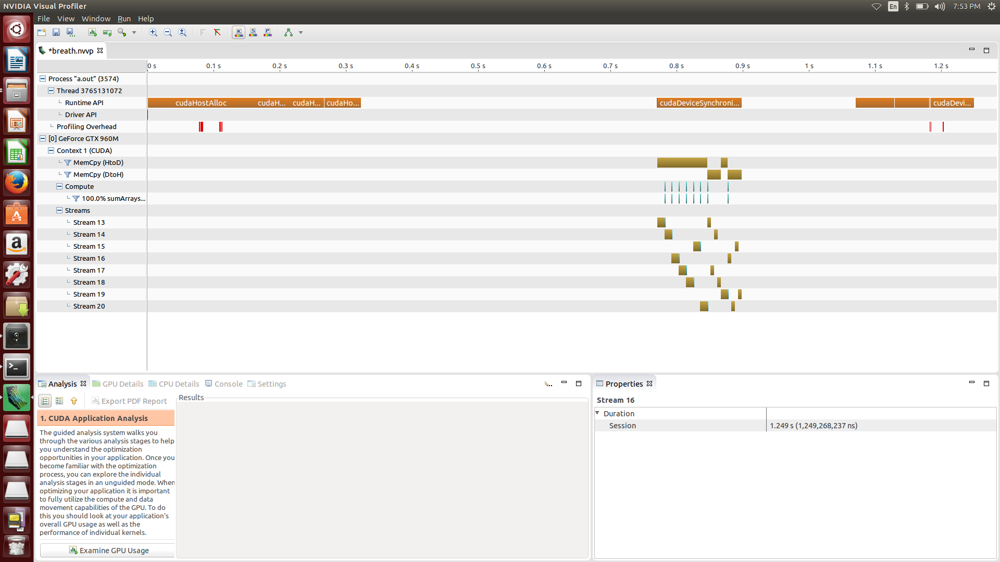 NVIDIA Visual Profiler
En
7:53 PM
File View Window Run Help
*breath.nvvp
0 s 0.1 s 0.2 s 0.3 s 0.4 s 0.5 s 0.6 s 0.7 s 0.8 s 0.9 s 1 s 1.1 s 1.2 s
Process "a.out" (3574)
Thread 3765131072
Runtime API cudaHostAlloc cudaH... cudaH... cudaHo... cudaDeviceSynchroni... cudaDevi...
Driver API
Profiling Overhead
[0] GeForce GTX 960M
Context 1 (CUDA)
MemCpy (HtoD)
MemCpy (DtoH)
Compute
100.0% sumArrays...
Streams
Stream 13
Stream 14
Stream 15
Stream 16
Stream 17
Stream 18
Stream 19
Stream 20
Analysis GPU Details CPU Details Console Settings
Export PDF Report
1. CUDA Application Analysis
The guided analysis system walks you
through the various analysis stages to help
you understand the optimization
opportunities in your application. Once you
become familiar with the optimization
process, you can explore the individual
analysis stages in an unguided mode. When
optimizing your application it is important
to fully utilize the compute and data
movement capabilities of the GPU. To do
this you should look at your application's
overall GPU usage as well as the
performance of individual kernels.
Examine GPU Usage
Results
Properties
Stream 16
Duration
Session 1.249 s (1,249,268,237 ns)